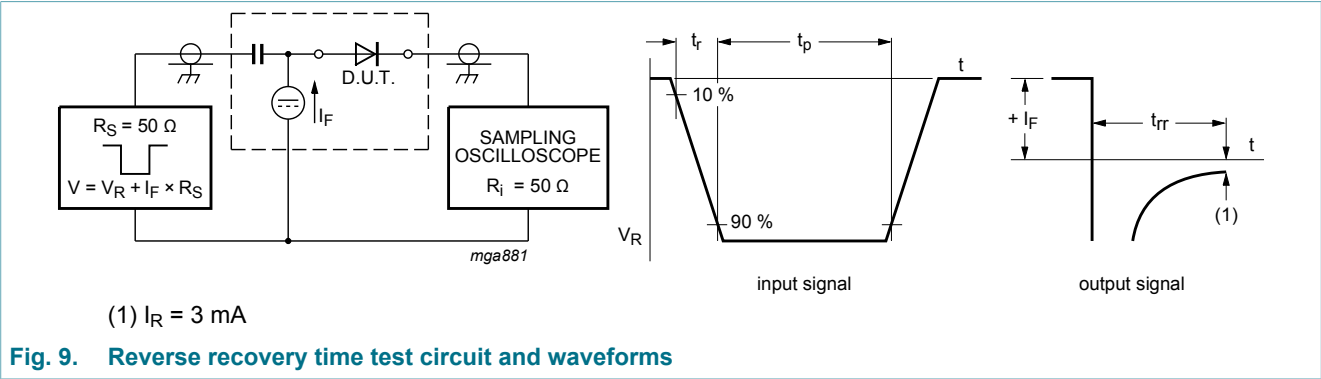 D.U.T.
I_F
R_S = 50 Ω
V = V_R + I_F × R_S
SAMPLING
OSCILLOSCOPE
R_i = 50 Ω
mga881
t_r
t_p
t
10 %
90 %
V_R
input signal
+ I_F
t_rr
t
(1)
output signal
(1) I_R = 3 mA
Fig. 9. Reverse recovery time test circuit and waveforms